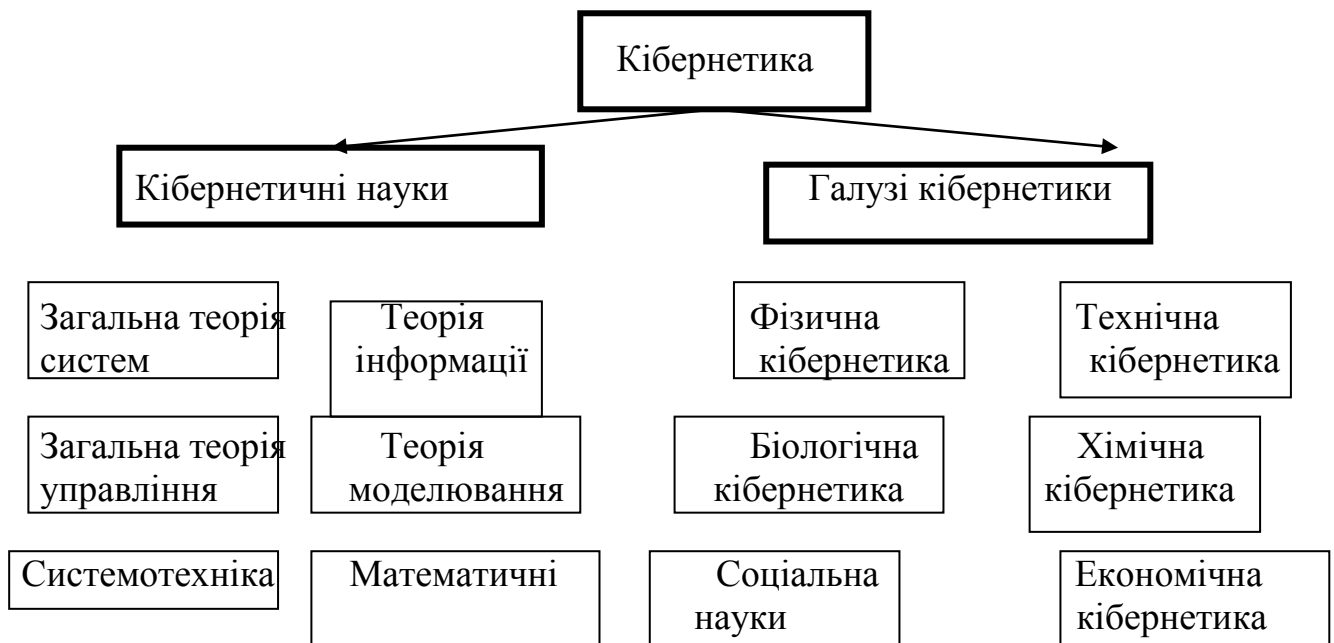 Кібернетика
Кібернетичні науки
Галузі кібернетики
Загальна теорія
систем
Теорія
інформації
Фізична
кібернетика
Технічна
кібернетика
Загальна теорія
управління
Теорія
моделювання
Біологічна
кібернетика
Хімічна
кібернетика
Системотехніка
Математичні
Соціальна
науки
Економічна
кібернетика